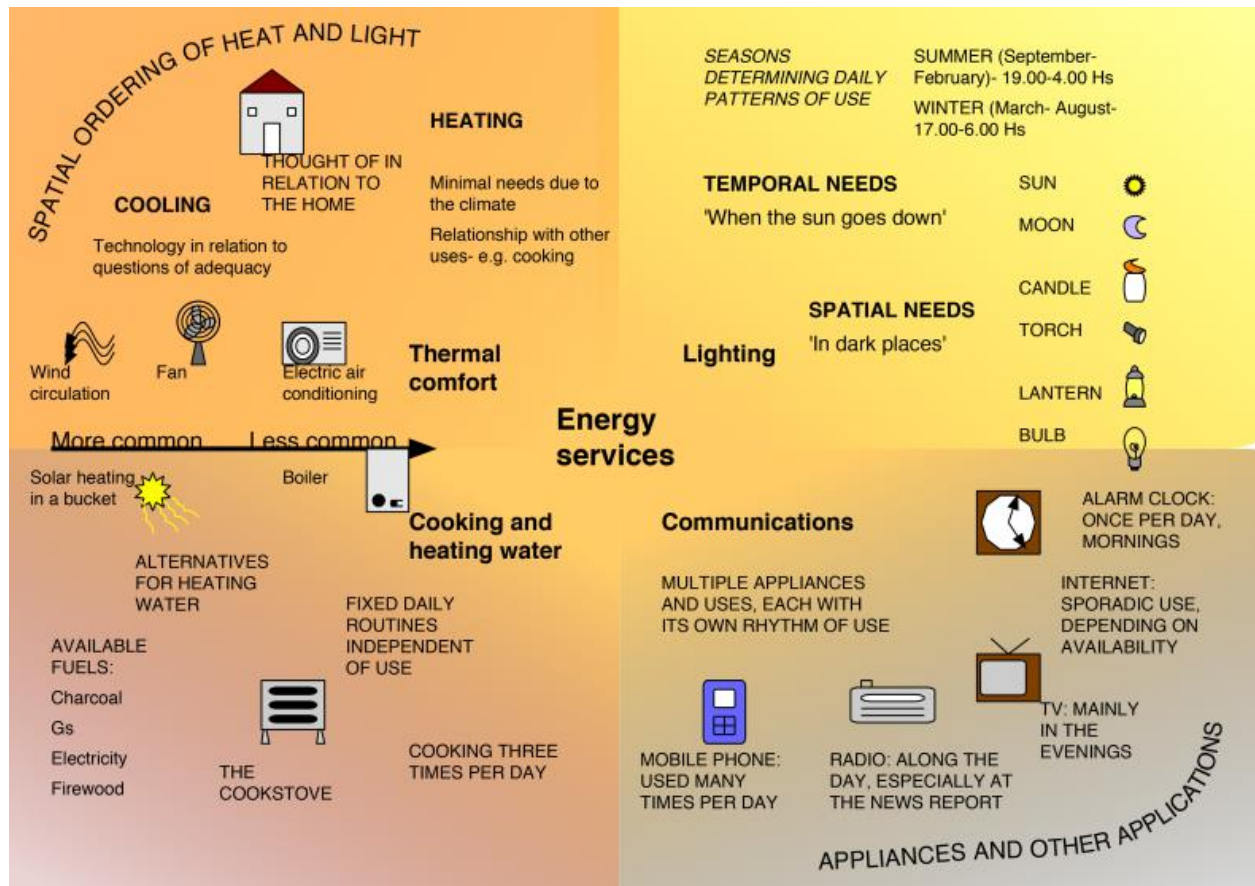 SPATIAL ORDERING OF HEAT AND LIGHT
THOUGHT OF IN
RELATION TO
THE HOME
HEATING
Minimal needs due to
the climate
Relationship with other
uses- e.g. cooking
COOLING
Technology in relation to
questions of adequacy
Wind
circulation
Fan
Electric air
conditioning
Thermal
comfort
SEASONS
DETERMINING DAILY
PATTERNS OF USE
SUMMER (September-
February)- 19.00-4.00 Hs
WINTER (March- August-
17.00-6.00 Hs
TEMPORAL NEEDS
'When the sun goes down'
SPATIAL NEEDS
'In dark places'
Lighting
SUN
MOON
CANDLE
TORCH
LANTERN
BULB
Energy
services
More common
Less common
Solar heating
in a bucket
Boiler
Cooking and
heating water
ALTERNATIVES
FOR HEATING
WATER
FIXED DAILY
ROUTINES
INDEPENDENT
OF USE
AVAILABLE
FUELS:
Charcoal
Gs
Electricity
Firewood
THE
COOKSTOVE
COOKING THREE
TIMES PER DAY
Communications
MULTIPLE APPLIANCES
AND USES, EACH WITH
ITS OWN RHYTHM OF USE
ALARM CLOCK:
ONCE PER DAY,
MORNINGS
INTERNET:
SPORADIC USE,
DEPENDING ON
AVAILABILITY
TV: MAINLY
IN THE
EVENINGS
MOBILE PHONE:
USED MANY
TIMES PER DAY
RADIO: ALONG THE
DAY, ESPECIALLY AT
THE NEWS REPORT
APPLIANCES AND OTHER APPLICATIONS